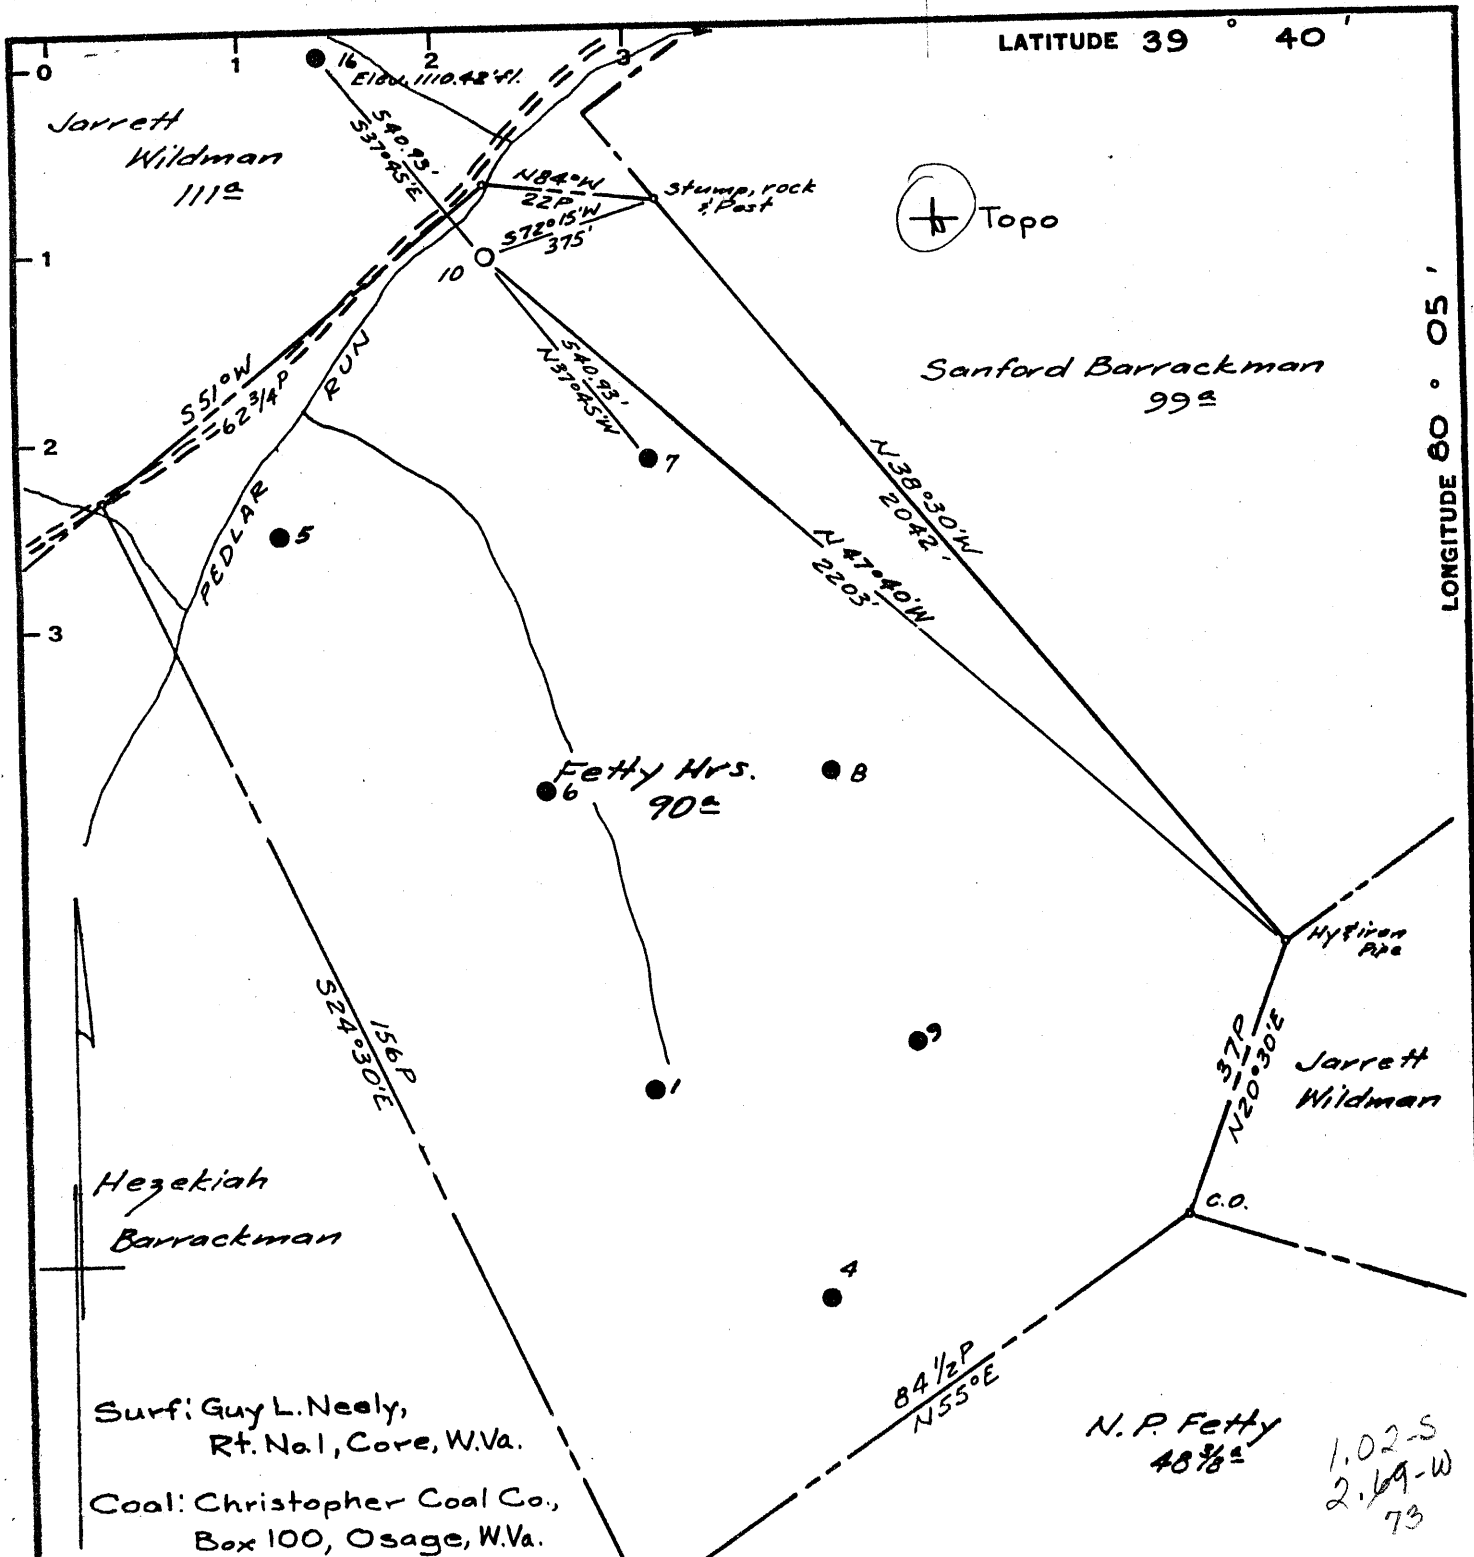 LATITUDE 39° 40'
0
1
2
3
16
Elev. 1110.48' fl.
Jarrett
Wildman
111a
540.93'
S37°45'E
N84°W
22P
Stump, rock
& Post
S72°15'W
375'
Topo
1
10
LONGITUDE 80° 05'
540.93'
N37°45'W
Sanford Barrackman
99a
S51°W
62 3/4 P
PEDLAR RUN
2
7
N38°30'W
2042'
5
N47°40'W
2203'
3
Fetty Hrs.
90a
6
8
Hy & iron
Pipe
9
37P
N20°30'E
Jarrett
Wildman
156P
S24°30'E
1
Hezekiah
Barrackman
C.O.
4
84 1/2 P
N55°E
Surf: Guy L. Neely,
Rt. No. 1, Core, W.Va.
N. P. Fetty
48 3/8 a
1.02-S
2.69-W
73
Coal: Christopher Coal Co.,
Box 100, Osage, W.Va.